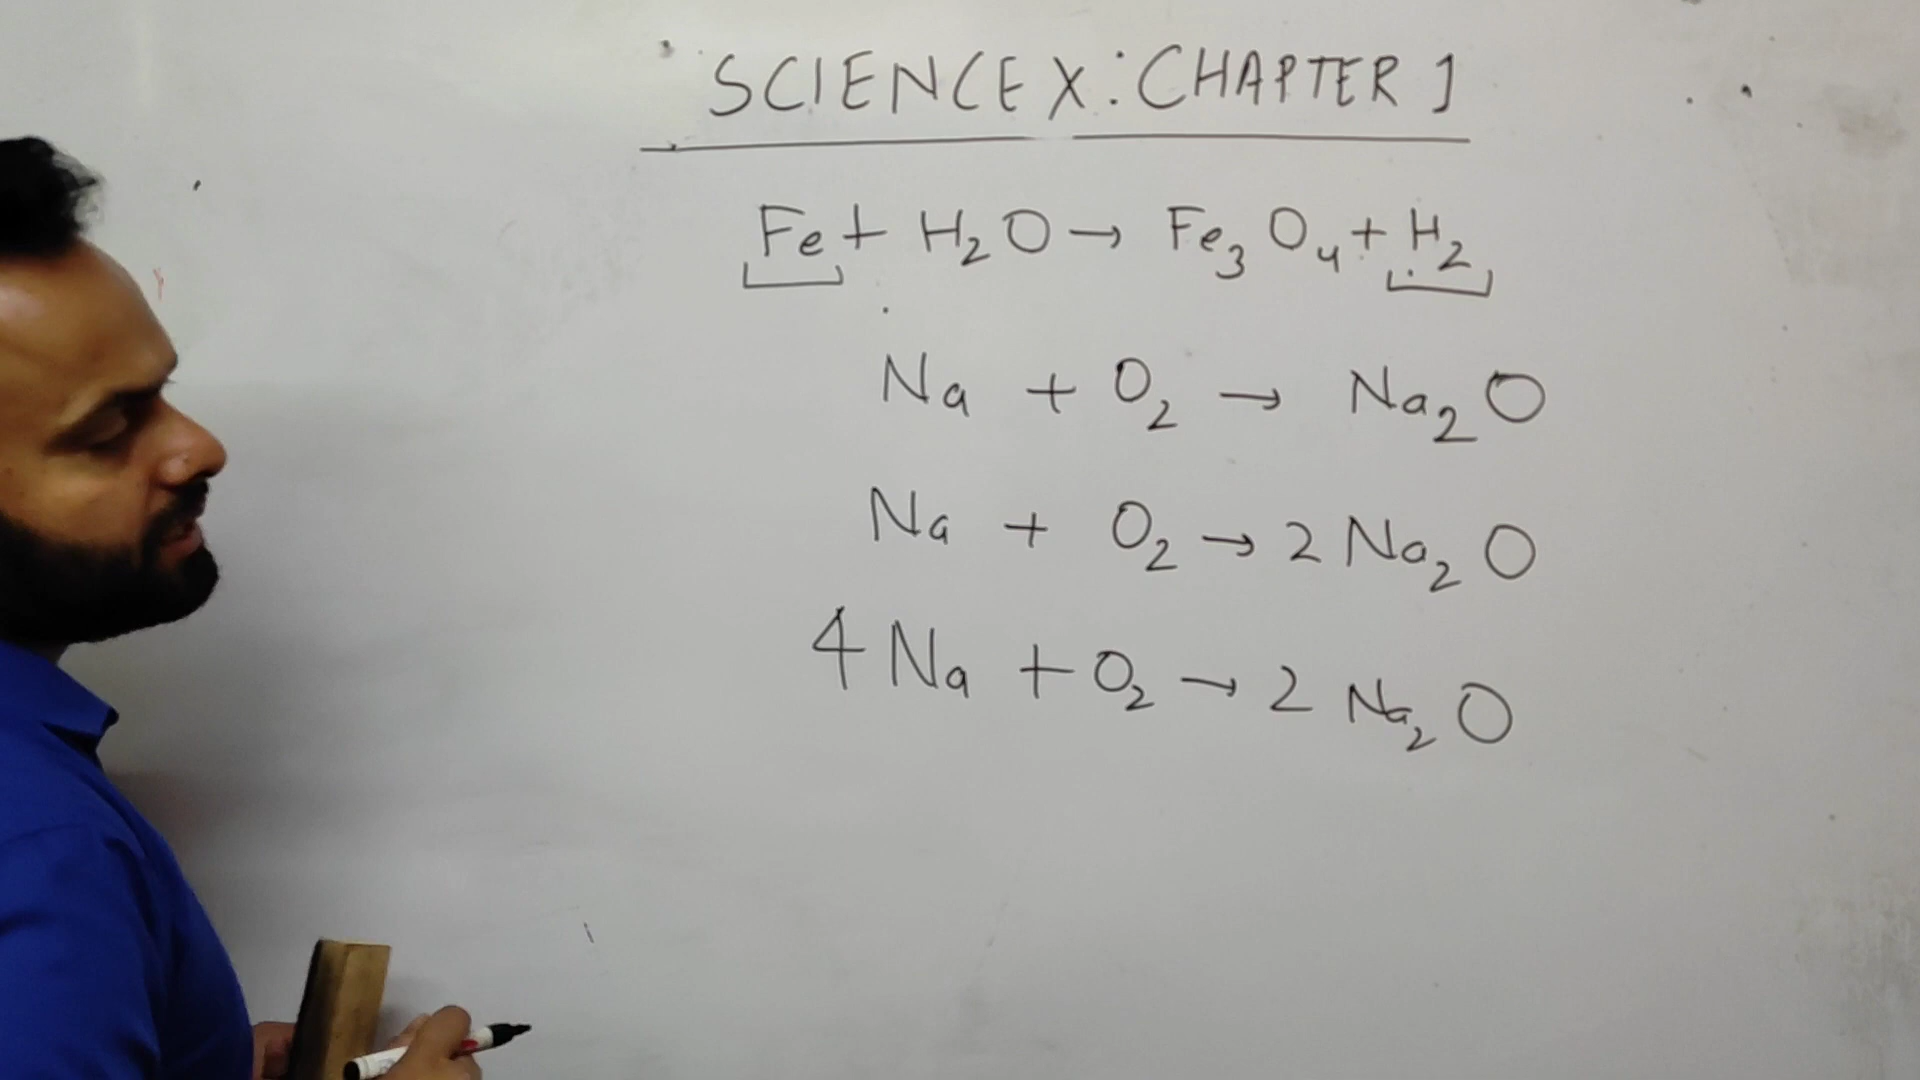 SCIENCE X: CHAPTER 1
Fe + H₂O → Fe₃O₄ + H₂
Na + O₂ → Na₂O
Na + O₂ → 2 Na₂O
4 Na + O₂ → 2 Na₂O